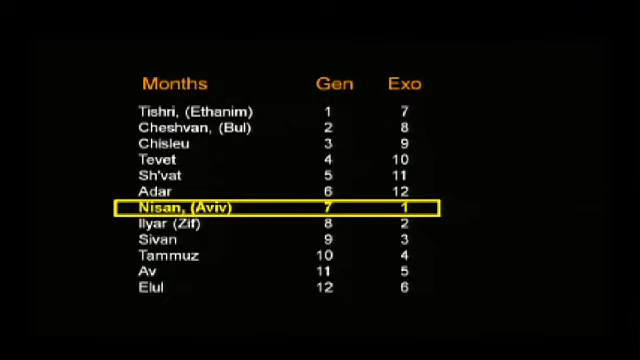 Months Gen Exo
Tishri, (Ethanim) 1 7
Cheshvan, (Bul) 2 8
Chisleu 3 9
Tevet 4 10
Sh'vat 5 11
Adar 6 12
Nisan, (Aviv) 7 1
Ilyar (Zif) 8 2
Sivan 9 3
Tammuz 10 4
Av 11 5
Elul 12 6